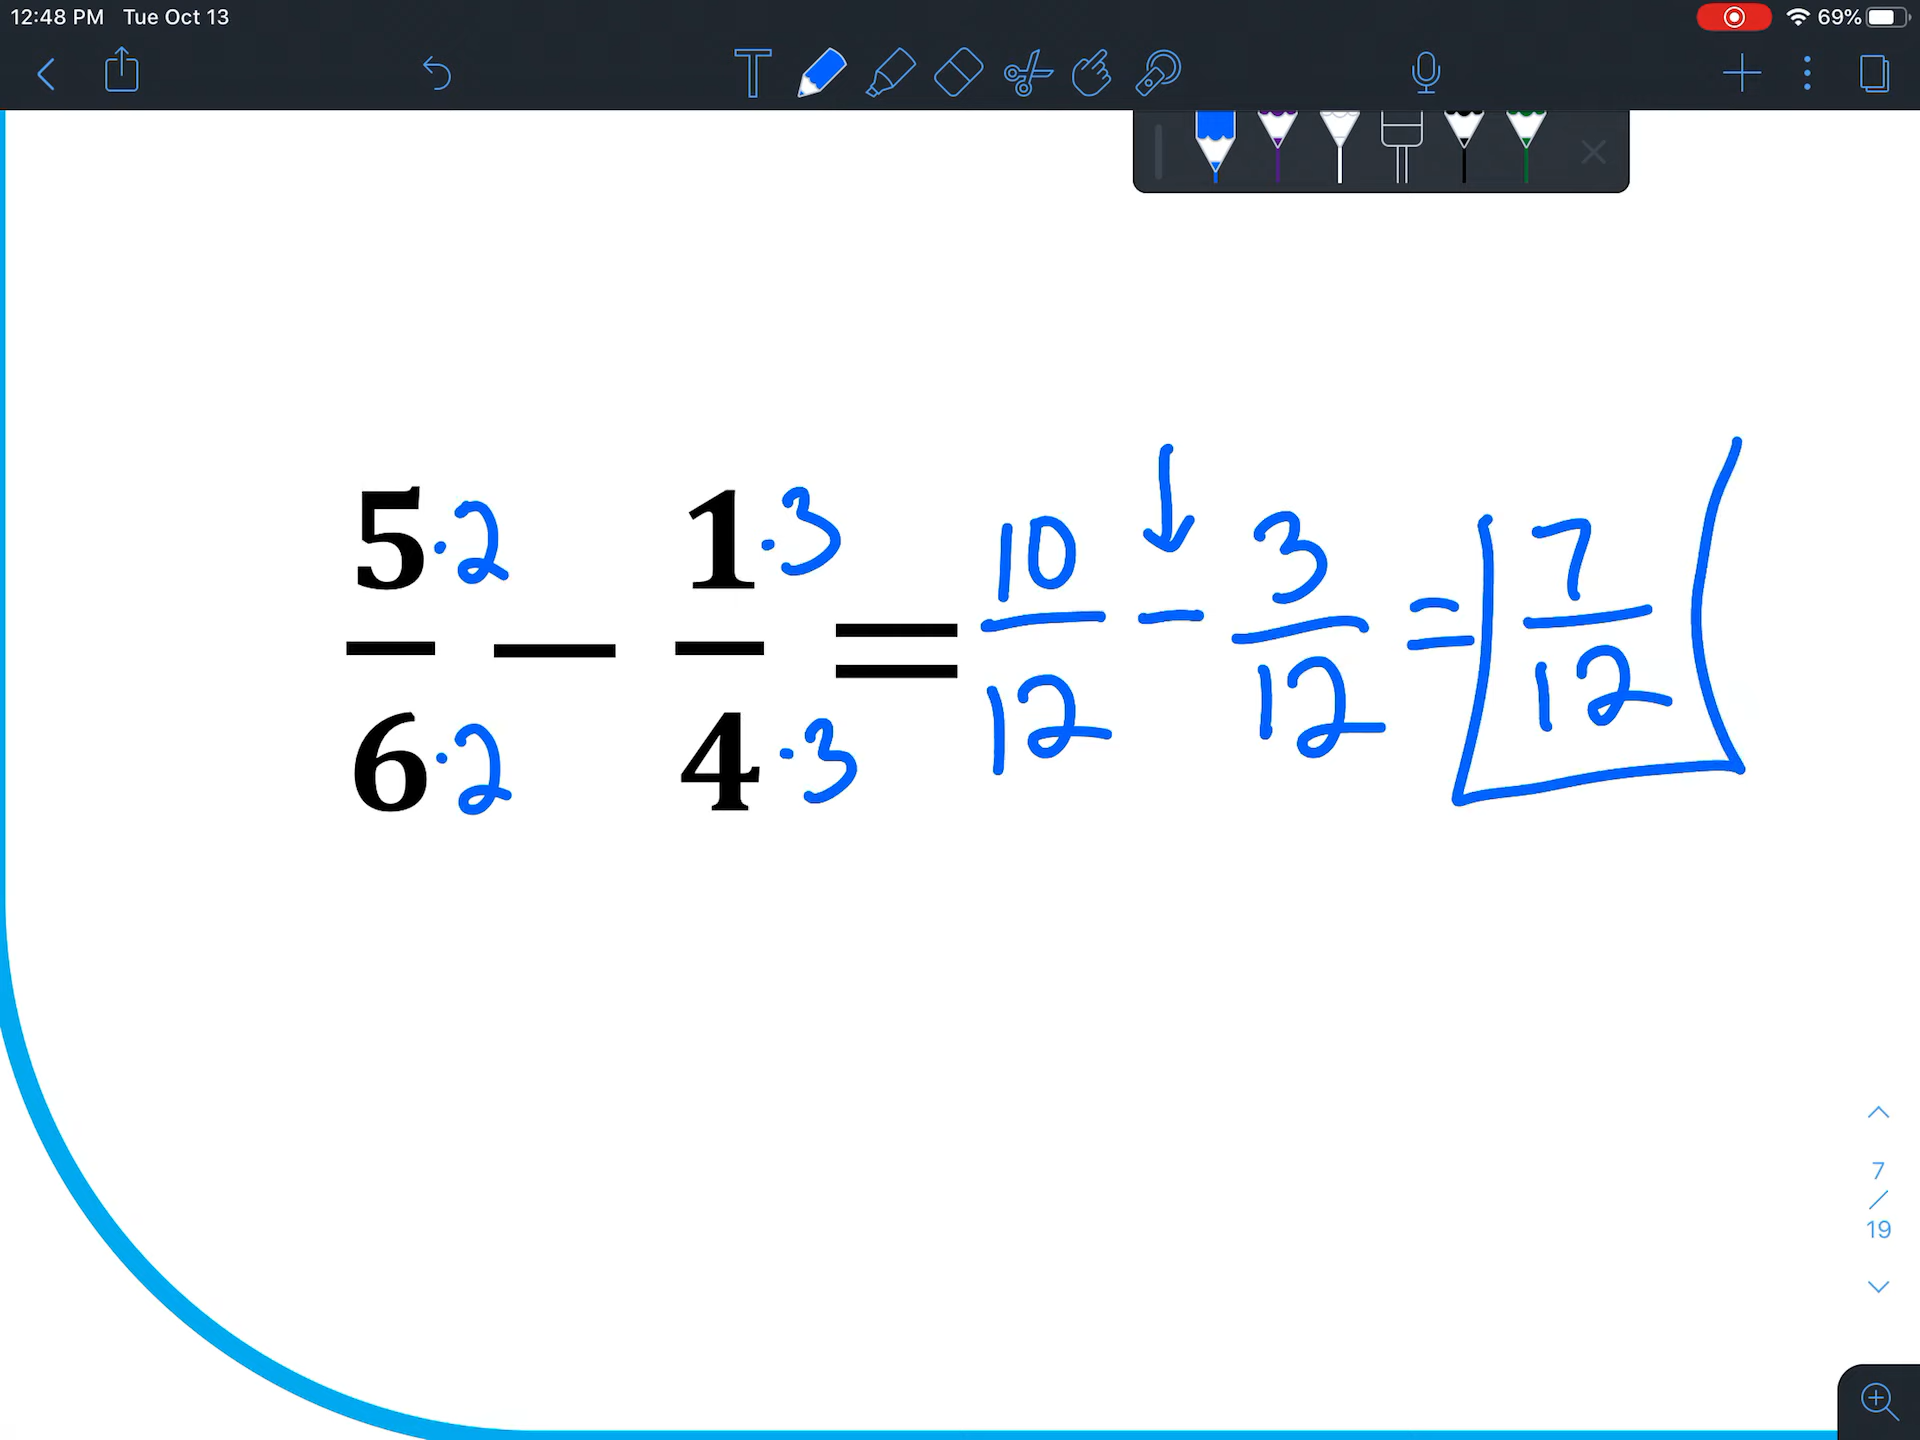 12:48 PM Tue Oct 13 69%
T
5·2 1·3 10 3 7
— — — = — - — = —
6·2 4·3 12 12 12
7
/
19